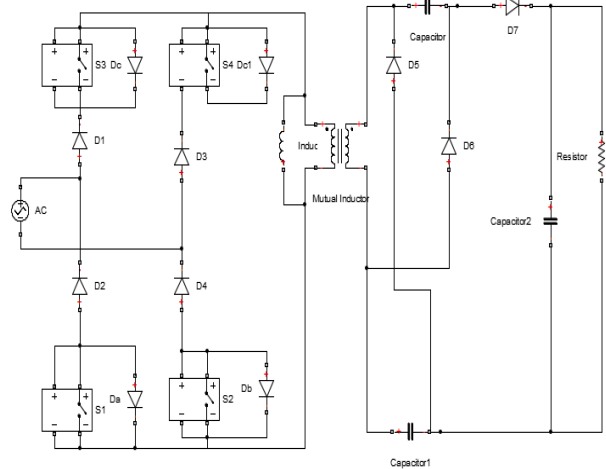 Capacitor
D7
S3 Dc
S4 Dc1
D5
D1
D3
Induc
D6
Resistor
Mutual Inductor
AC
Capacitor2
D2
D4
S1
Da
S2
Db
Capacitor1